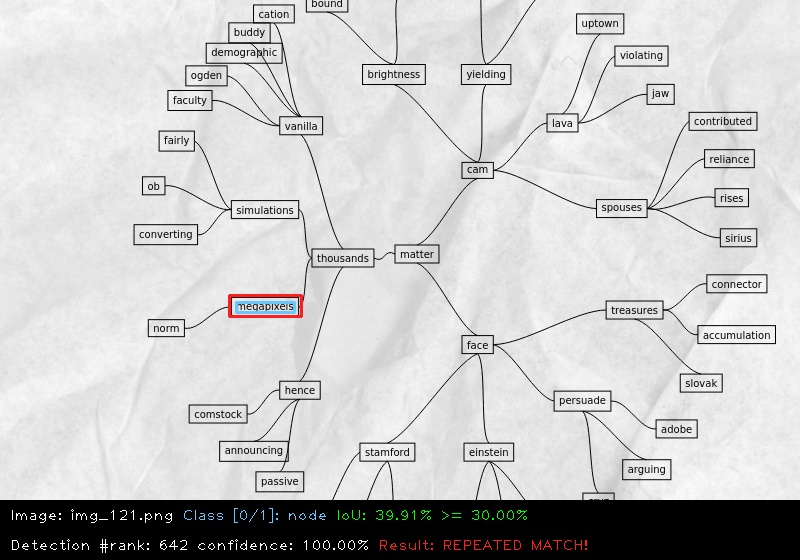 cation
bound
buddy
uptown
demographic
violating
ogden
brightness
yielding
jaw
faculty
contributed
vanilla
lava
fairly
reliance
cam
ob
rises
simulations
spouses
converting
sirius
matter
thousands
connector
megapixels
treasures
norm
accumulation
face
slovak
hence
persuade
comstock
adobe
announcing
stamford
einstein
arguing
passive
Image: img_121.png Class [0/1]: node IoU: 39.91% >= 30.00%
Detection #rank: 642 confidence: 100.00% Result: REPEATED MATCH!